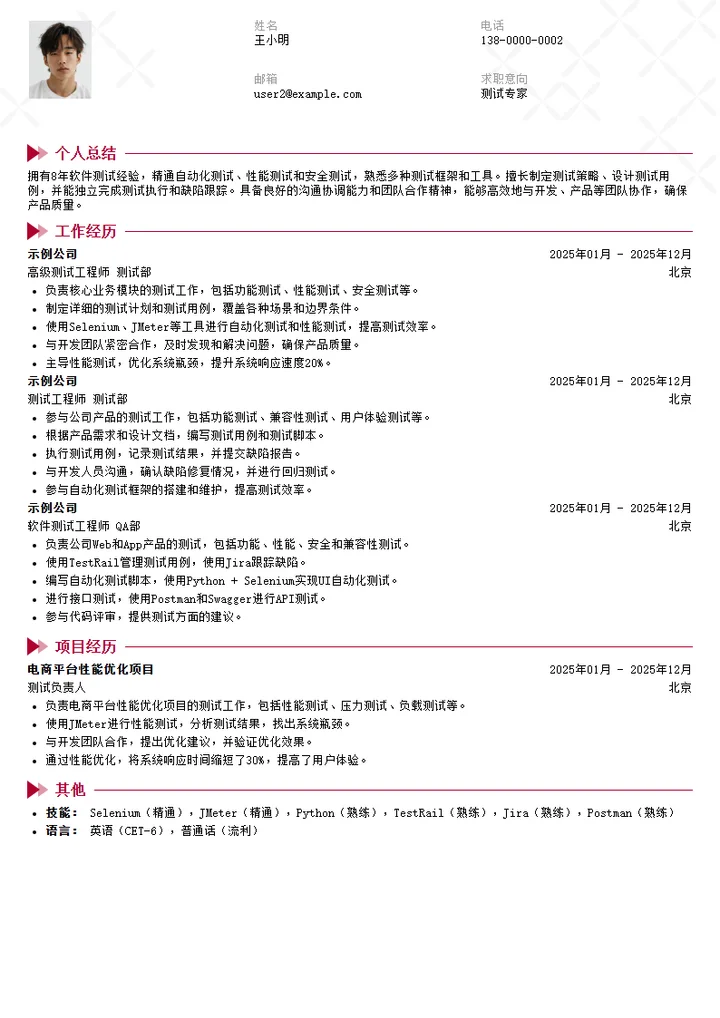 姓名
王小明
电话
138-0000-0002
邮箱
user2@example.com
求职意向
测试专家
个人总结
拥有8年软件测试经验，精通自动化测试、性能测试和安全测试，熟悉多种测试框架和工具。擅长制定测试策略、设计测试用
例，并能独立完成测试执行和缺陷跟踪。具备良好的沟通协调能力和团队合作精神，能够高效地与开发、产品等团队协作，确保
产品质量。
工作经历
示例公司 2025年01月 - 2025年12月
高级测试工程师 测试部 北京
• 负责核心业务模块的测试工作，包括功能测试、性能测试、安全测试等。
• 制定详细的测试计划和测试用例，覆盖各种场景和边界条件。
• 使用Selenium、JMeter等工具进行自动化测试和性能测试，提高测试效率。
• 与开发团队紧密合作，及时发现和解决问题，确保产品质量。
• 主导性能测试，优化系统瓶颈，提升系统响应速度20%。
示例公司 2025年01月 - 2025年12月
测试工程师 测试部 北京
• 参与公司产品的测试工作，包括功能测试、兼容性测试、用户体验测试等。
• 根据产品需求和设计文档，编写测试用例和测试脚本。
• 执行测试用例，记录测试结果，并提交缺陷报告。
• 与开发人员沟通，确认缺陷修复情况，并进行回归测试。
• 参与自动化测试框架的搭建和维护，提高测试效率。
示例公司 2025年01月 - 2025年12月
软件测试工程师 QA部 北京
• 负责公司Web和App产品的测试，包括功能、性能、安全和兼容性测试。
• 使用TestRail管理测试用例，使用Jira跟踪缺陷。
• 编写自动化测试脚本，使用Python + Selenium实现UI自动化测试。
• 进行接口测试，使用Postman和Swagger进行API测试。
• 参与代码评审，提供测试方面的建议。
项目经历
电商平台性能优化项目 2025年01月 - 2025年12月
测试负责人 北京
• 负责电商平台性能优化项目的测试工作，包括性能测试、压力测试、负载测试等。
• 使用JMeter进行性能测试，分析测试结果，找出系统瓶颈。
• 与开发团队合作，提出优化建议，并验证优化效果。
• 通过性能优化，将系统响应时间缩短了30%，提高了用户体验。
其他
• 技能： Selenium（精通），JMeter（精通），Python（熟练），TestRail（熟练），Jira（熟练），Postman（熟练）
• 语言： 英语（CET-6），普通话（流利）